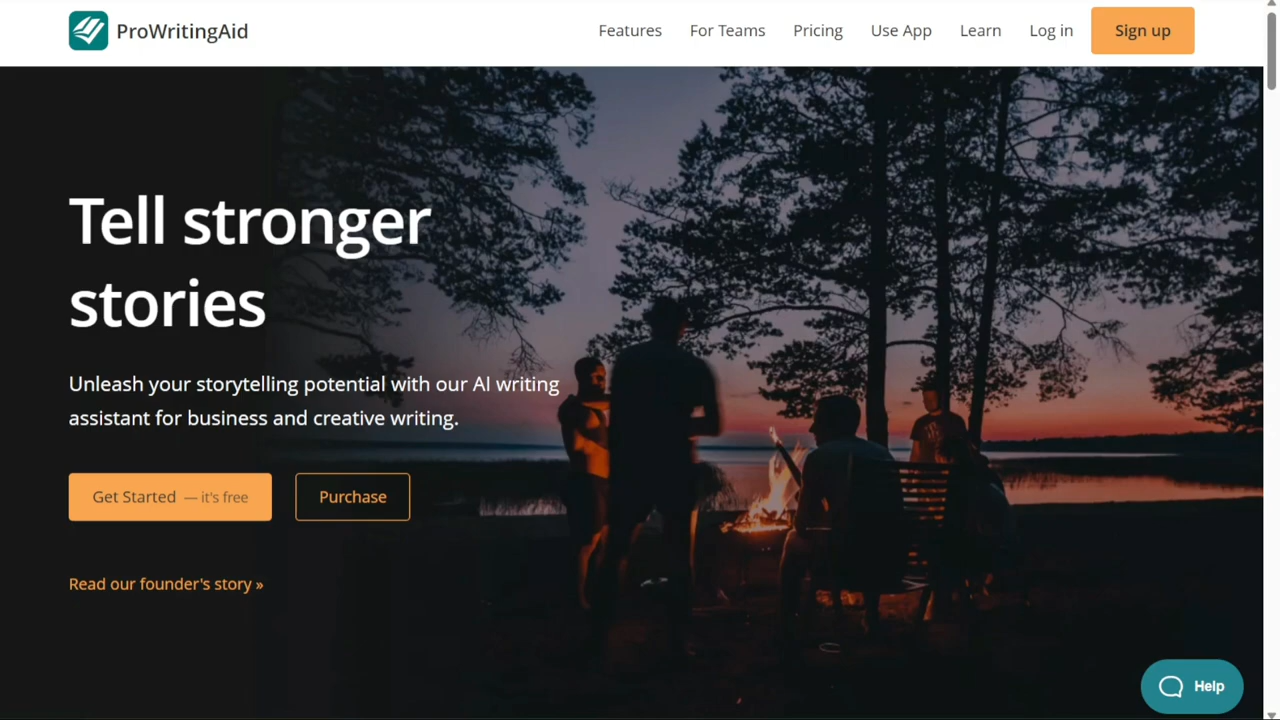 ProWritingAid
Features
For Teams
Pricing
Use App
Learn
Log in
Sign up
Tell stronger
stories
Unleash your storytelling potential with our AI writing
assistant for business and creative writing.
Get Started — it's free
Purchase
Read our founder's story »
Help